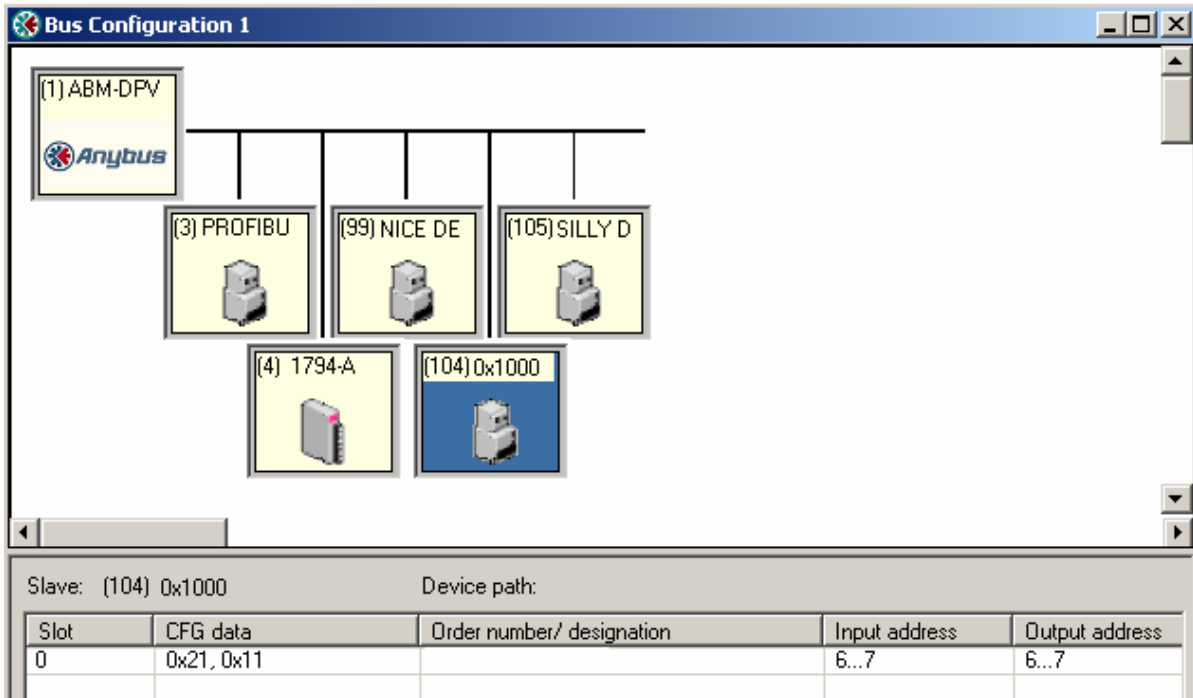 Bus Configuration 1
(1) ABM-DPV
Anybus
(3) PROFIBU
(99) NICE DE
(105) SILLY D
(4) 1794-A
(104) 0x1000
Slave: (104) 0x1000 Device path:
Slot CFG data Order number/ designation Input address Output address
0 0x21, 0x11 6...7 6...7